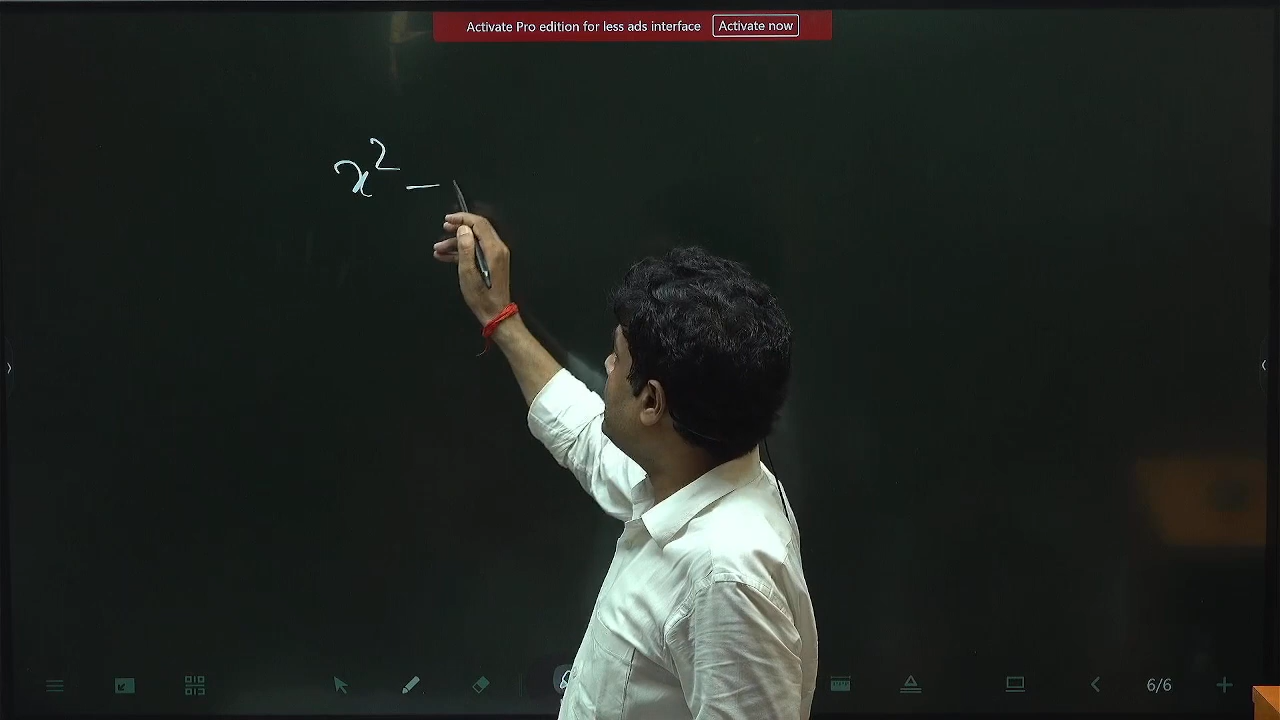 Activate Pro edition for less ads interface Activate now
x² –
6/6